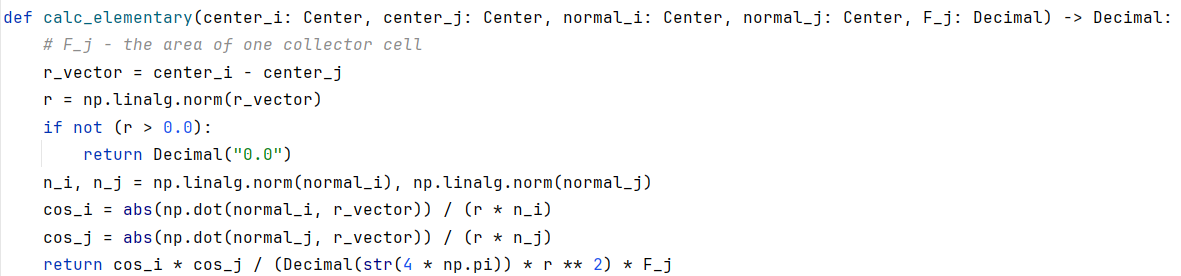 def calc_elementary(center_i: Center, center_j: Center, normal_i: Center, normal_j: Center, F_j: Decimal) -> Decimal:
    # F_j - the area of one collector cell
    r_vector = center_i - center_j
    r = np.linalg.norm(r_vector)
    if not (r > 0.0):
        return Decimal("0.0")
    n_i, n_j = np.linalg.norm(normal_i), np.linalg.norm(normal_j)
    cos_i = abs(np.dot(normal_i, r_vector)) / (r * n_i)
    cos_j = abs(np.dot(normal_j, r_vector)) / (r * n_j)
    return cos_i * cos_j / (Decimal(str(4 * np.pi)) * r ** 2) * F_j